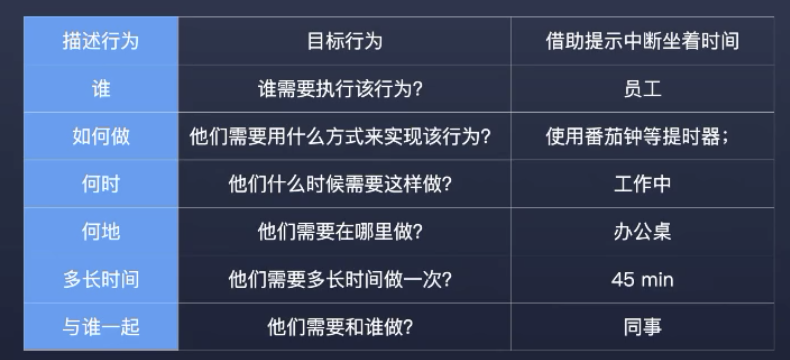 描述行为 目标行为 借助提示中断坐着时间
谁 谁需要执行该行为？ 员工
如何做 他们需要用什么方式来实现该行为？ 使用番茄钟等提时器；
何时 他们什么时候需要这样做？ 工作中
何地 他们需要在哪里做？ 办公桌
多长时间 他们需要多长时间做一次？ 45 min
与谁一起 他们需要和谁做？ 同事